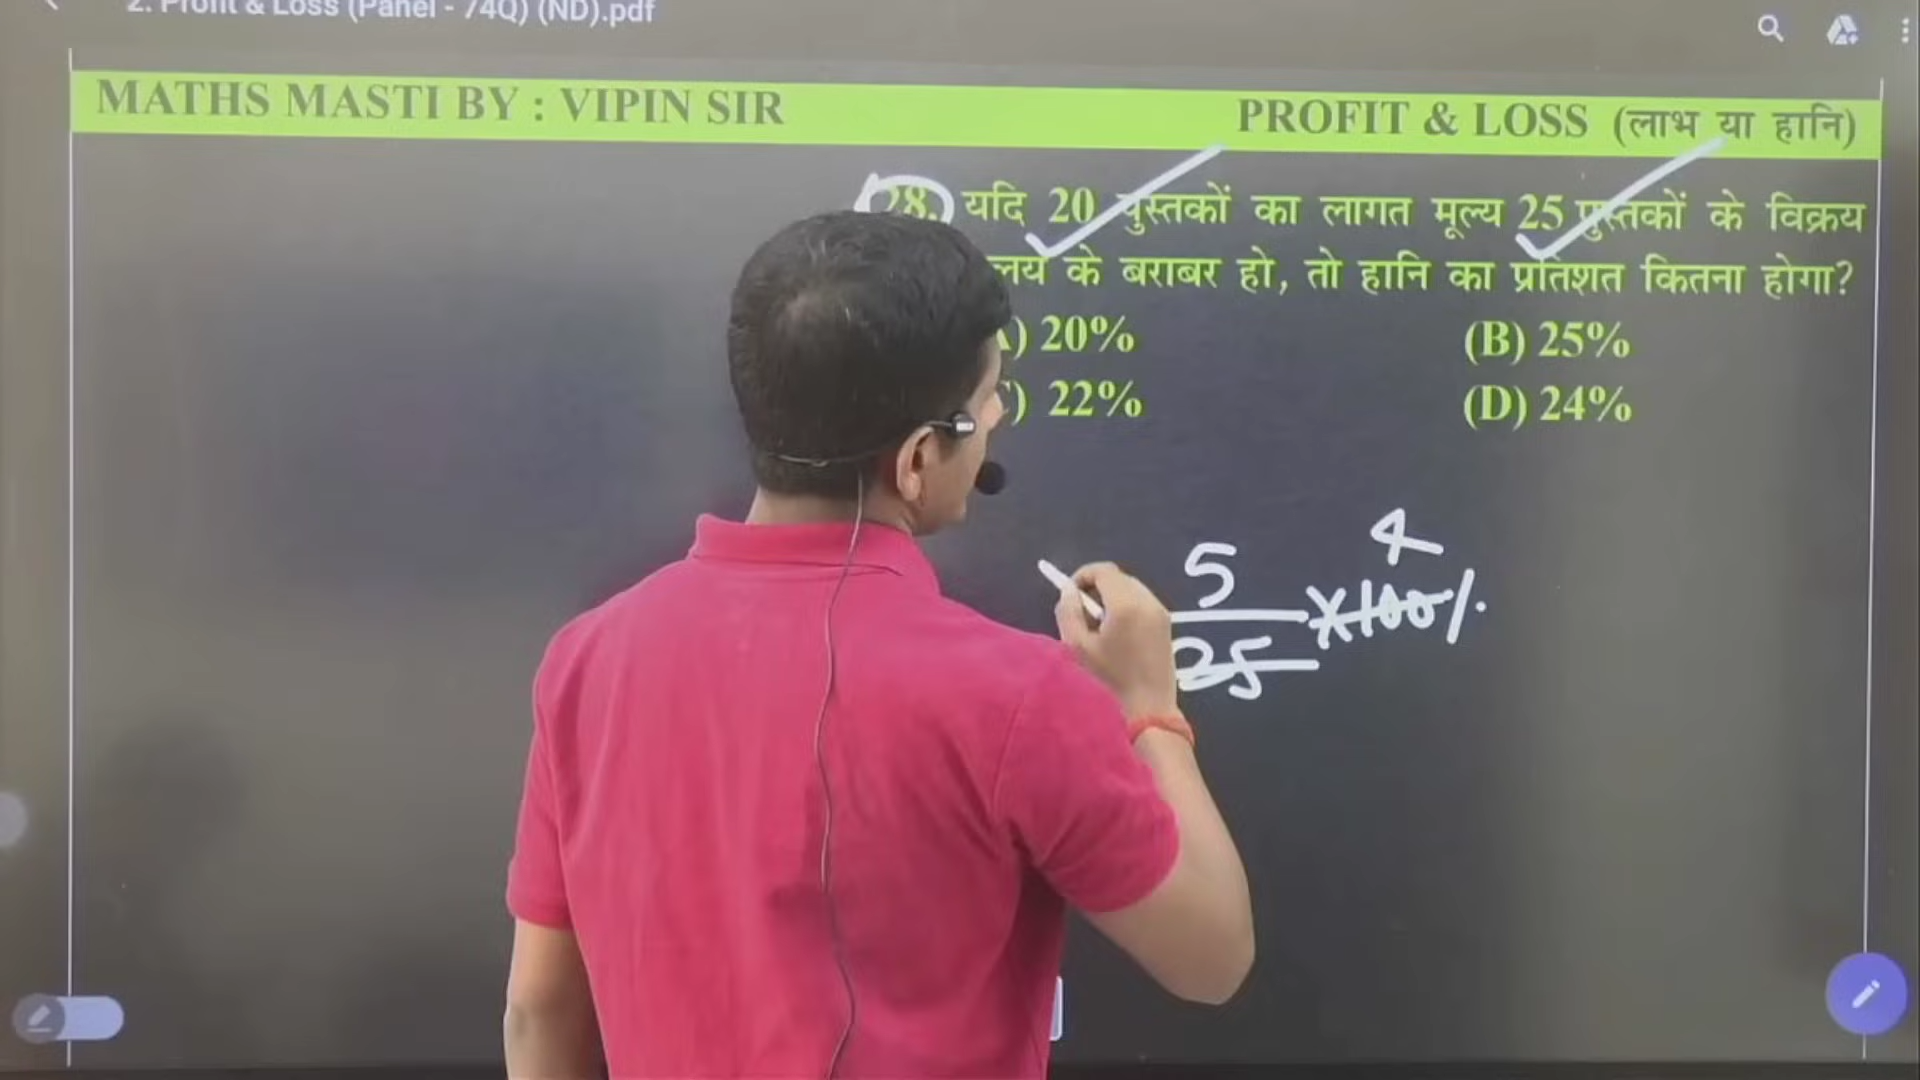 2. Profit & Loss (Panel - 74Q) (ND).pdf
MATHS MASTI BY : VIPIN SIR
PROFIT & LOSS (लाभ या हानि)
28. यदि 20 पुस्तकों का लागत मूल्य 25 पुस्तकों के विक्रय
के बराबर हो, तो हानि का प्रतिशत कितना होगा?
) 20% (B) 25%
) 22% (D) 24%
4
5
×100%
25